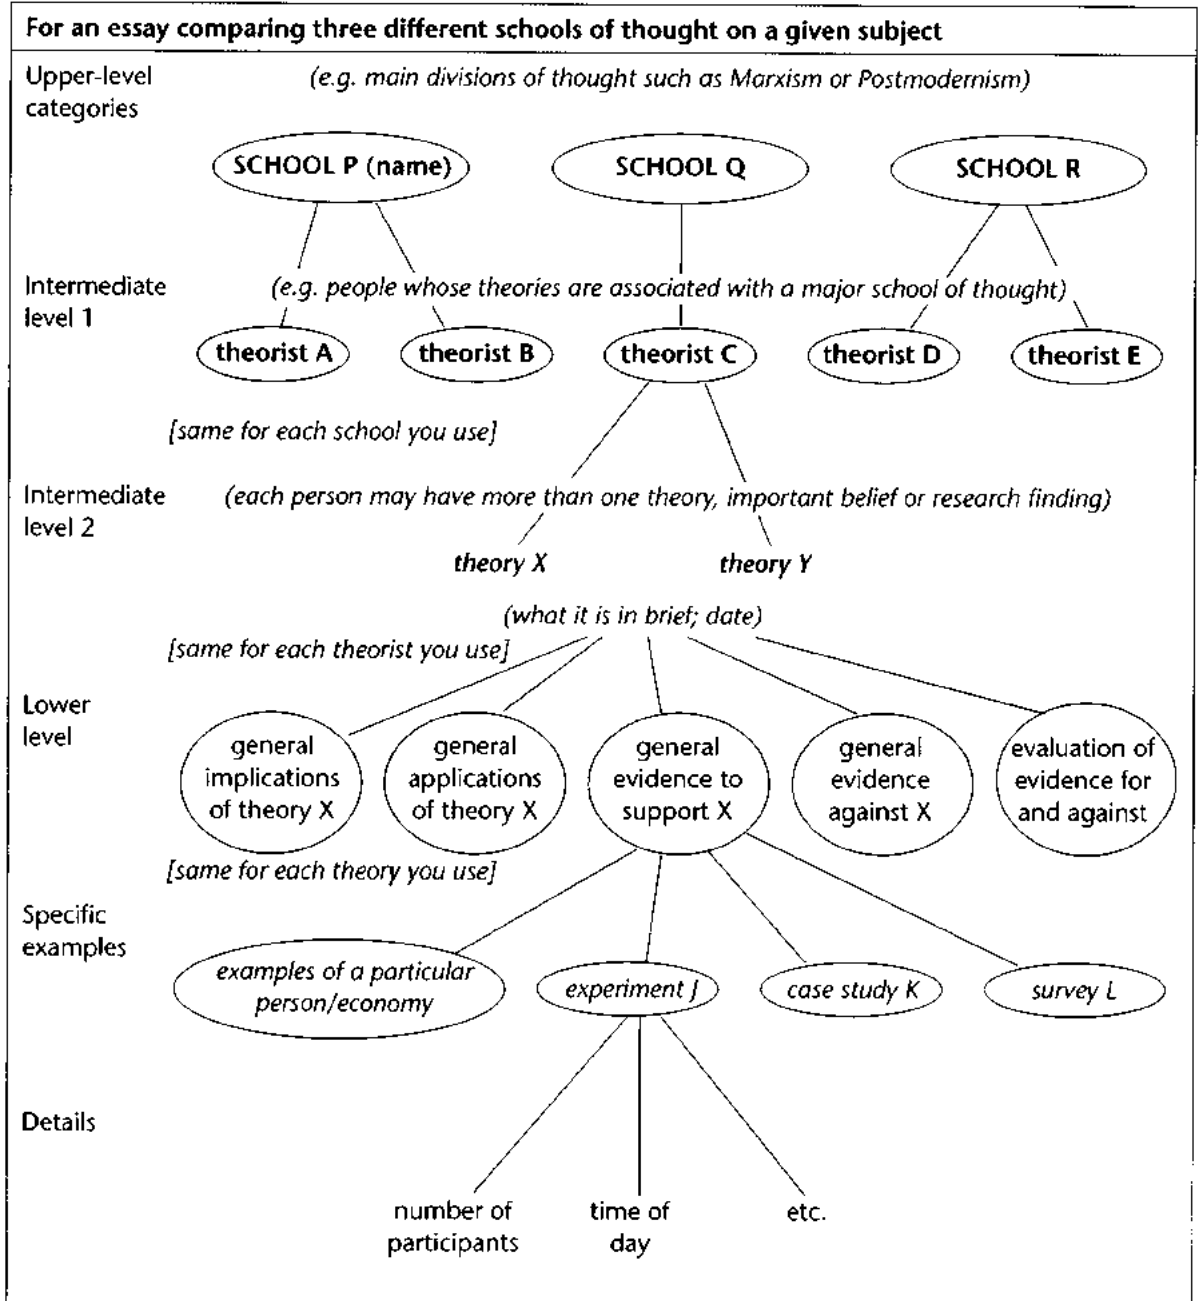 For an essay comparing three different schools of thought on a given subject
Upper-level
categories
(e.g. main divisions of thought such as Marxism or Postmodernism)
SCHOOL P (name)
SCHOOL Q
SCHOOL R
Intermediate
level 1
(e.g. people whose theories are associated with a major school of thought)
theorist A
theorist B
theorist C
theorist D
theorist E
[same for each school you use]
Intermediate
level 2
(each person may have more than one theory, important belief or research finding)
theory X
theory Y
(what it is in brief; date)
[same for each theorist you use]
Lower
level
general
implications
of theory X
general
applications
of theory X
general
evidence to
support X
general
evidence
against X
evaluation of
evidence for
and against
[same for each theory you use]
Specific
examples
examples of a particular
person/economy
experiment J
case study K
survey L
Details
number of
participants
time of
day
etc.